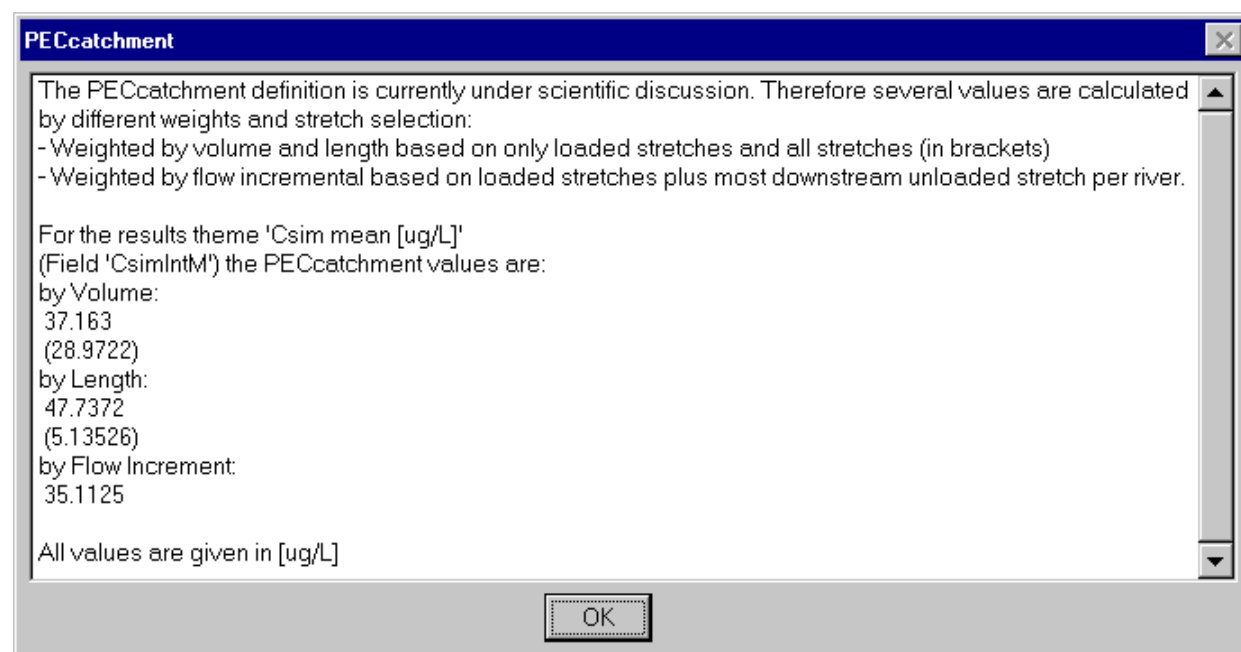 PECcatchment
The PECcatchment definition is currently under scientific discussion. Therefore several values are calculated
by different weights and stretch selection:
- Weighted by volume and length based on only loaded stretches and all stretches (in brackets)
- Weighted by flow incremental based on loaded stretches plus most downstream unloaded stretch per river.
For the results theme 'Csim mean [ug/L]'
(Field 'CsimIntM') the PECcatchment values are:
by Volume:
37.163
(28.9722)
by Length:
47.7372
(5.13526)
by Flow Increment:
35.1125
All values are given in [ug/L]
OK